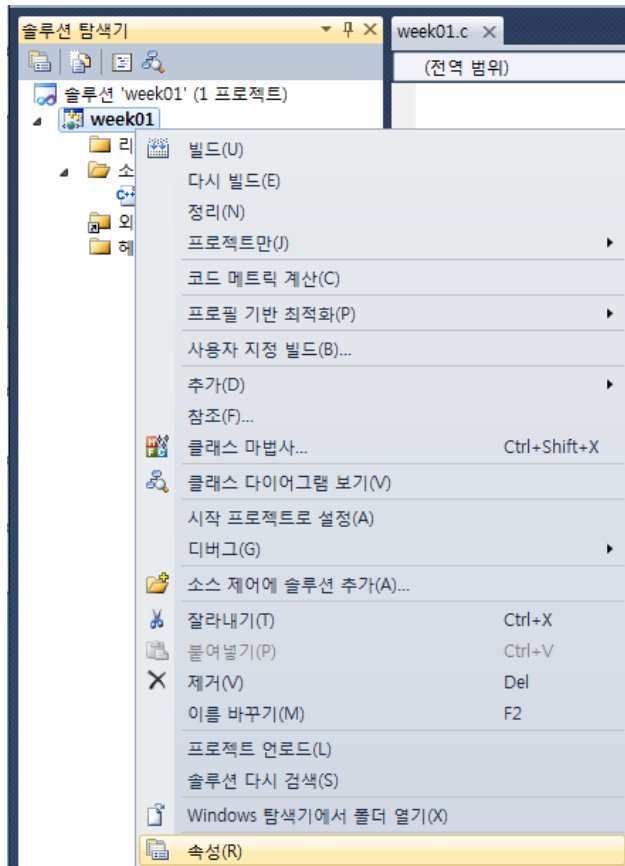 솔루션 탐색기
week01.c
(전역 범위)
솔루션 'week01' (1 프로젝트)
week01
리
소
외
헤
빌드(U)
다시 빌드(E)
정리(N)
프로젝트만(J)
코드 메트릭 계산(C)
프로필 기반 최적화(P)
사용자 지정 빌드(B)...
추가(D)
참조(F)...
클래스 마법사... Ctrl+Shift+X
클래스 다이어그램 보기(V)
시작 프로젝트로 설정(A)
디버그(G)
소스 제어에 솔루션 추가(A)...
잘라내기(T) Ctrl+X
붙여넣기(P) Ctrl+V
제거(V) Del
이름 바꾸기(M) F2
프로젝트 언로드(L)
솔루션 다시 검색(S)
Windows 탐색기에서 폴더 열기(X)
속성(R)